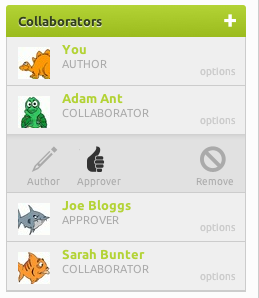 Collaborators
You
AUTHOR
options
Adam Ant
COLLABORATOR
options
Author Approver Remove
Joe Bloggs
APPROVER
options
Sarah Bunter
COLLABORATOR
options